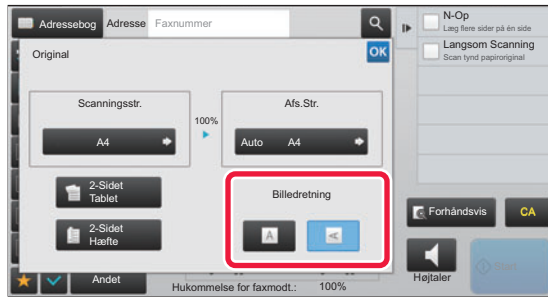 Adressebog Adresse Faxnummer
N-Op
Læg flere sider på én side
Langsom Scanning
Scan tynd papiroriginal
Original
OK
Scanningsstr.
100%
Afs.Str.
A4
Auto A4
2-Sidet
Tablet
Billedretning
2-Sidet
Hæfte
A
A
Forhåndsvis
CA
Andet
Højtaler
Start
Hukommelse for faxmodt.: 100%